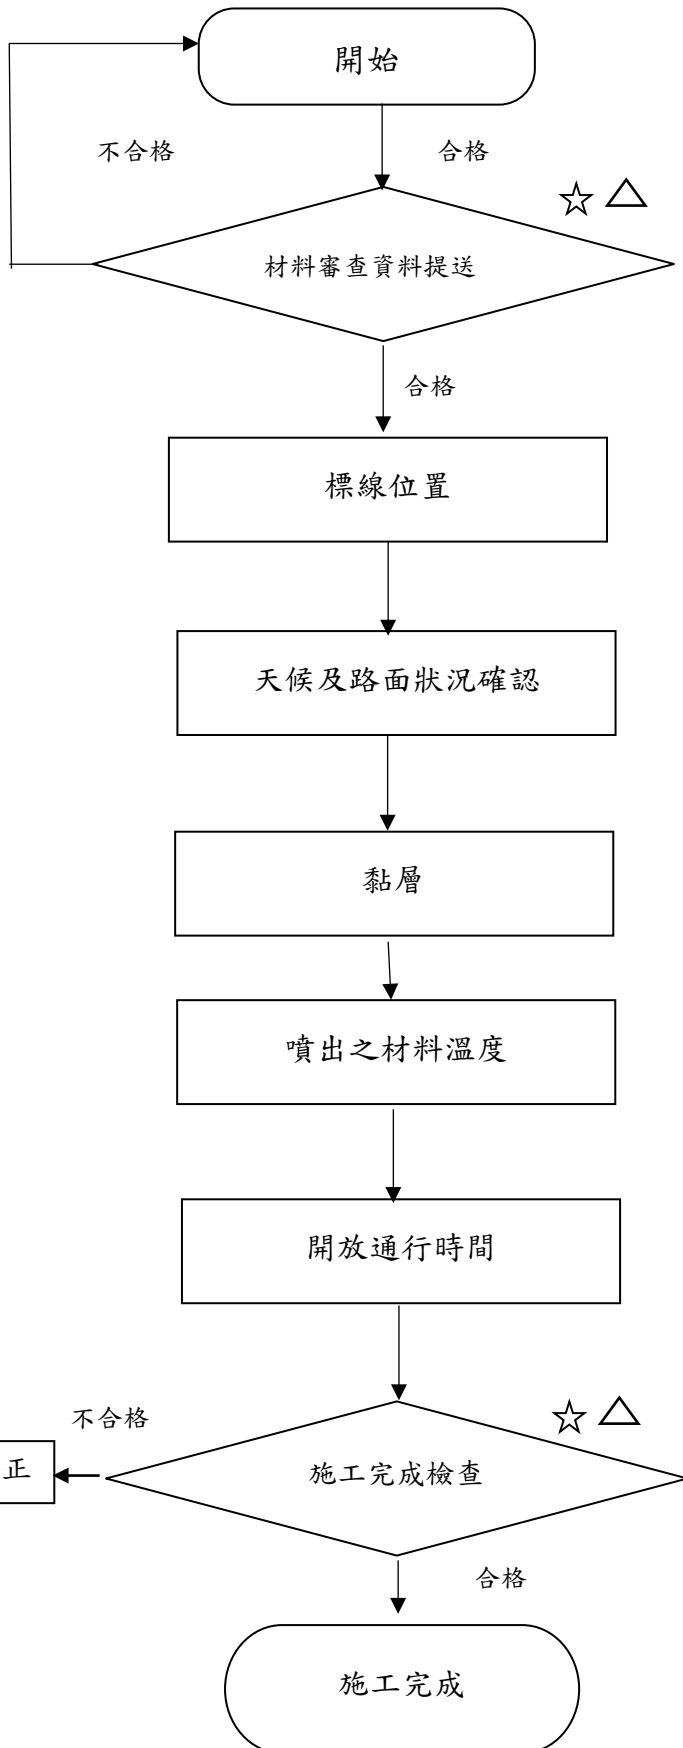 開始
不合格
合格
材料審查資料提送
合格
標線位置
天候及路面狀況確認
黏層
噴出之材料溫度
開放通行時間
不合格
正
施工完成檢查
合格
施工完成